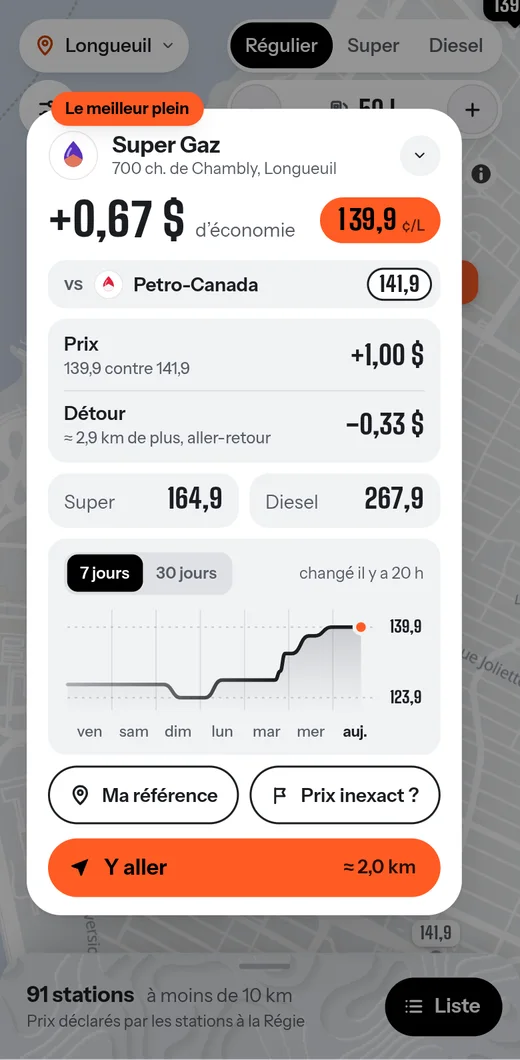 139
Longueuil
Régulier Super Diesel
50 L
Le meilleur plein
Super Gaz
700 ch. de Chambly, Longueuil
+0,67 $ d’économie 139,9 ¢/L
VS Petro-Canada 141,9
Prix
139,9 contre 141,9
+1,00 $
Détour
≈ 2,9 km de plus, aller-retour
−0,33 $
Super 164,9
Diesel 267,9
7 jours 30 jours changé il y a 20 h
139,9
123,9
ven sam dim lun mar mer auj.
Ma référence
Prix inexact ?
Y aller ≈ 2,0 km
141,9
91 stations à moins de 10 km
Prix déclarés par les stations à la Régie
Liste